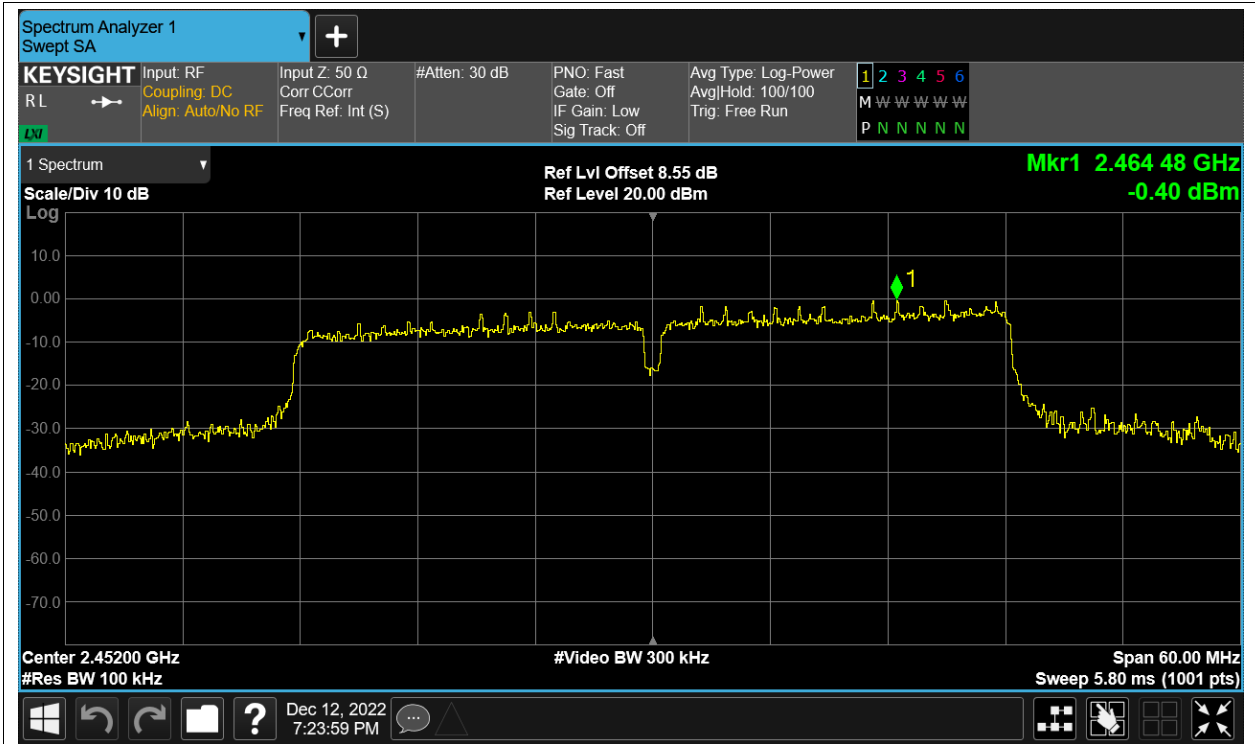 Spectrum Analyzer 1
Swept SA
+
KEYSIGHT
R L
LXI
Input: RF
Coupling: DC
Align: Auto/No RF
Input Z: 50 Ω
Corr CCorr
Freq Ref: Int (S)
#Atten: 30 dB
PNO: Fast
Gate: Off
IF Gain: Low
Sig Track: Off
Avg Type: Log-Power
Avg|Hold: 100/100
Trig: Free Run
1 2 3 4 5 6
M W W W W W
P N N N N N
1 Spectrum
Scale/Div 10 dB
Log
Ref Lvl Offset 8.55 dB
Ref Level 20.00 dBm
Mkr1 2.464 48 GHz
-0.40 dBm
10.0
0.00
-10.0
-20.0
-30.0
-40.0
-50.0
-60.0
-70.0
1
Center 2.45200 GHz
#Res BW 100 kHz
#Video BW 300 kHz
Span 60.00 MHz
Sweep 5.80 ms (1001 pts)
?
Dec 12, 2022
7:23:59 PM